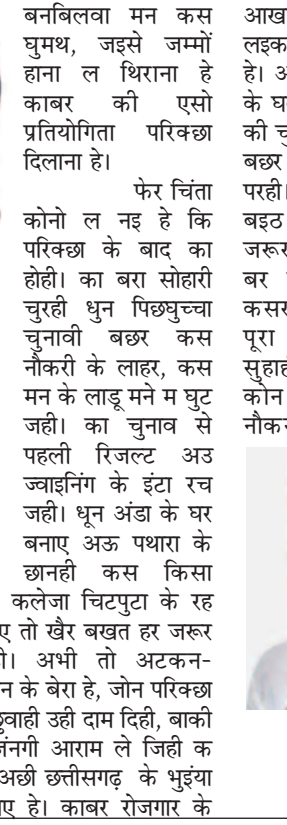 बनबिलवा मन कस
घुमथ, जइसे जम्मों
हाना ल थिराना हे
काबर की एसो
प्रतियोगिता परिक्छा
दिलाना हे।
फेर चिंता
कोनो ल नइ हे कि
परिक्छा के बाद का
होही। का बरा सोहारी
चुरही धुन पिछघुच्चा
चुनावी बछर कस
नौकरी के लाहर, कस
मन के लाडू मने म घुट
जही। का चुनाव से
पहली रिजल्ट अउ
ज्वाइनिंग के इंटा रच
जही। धून अंडा के घर
बनाए अऊ पथारा के
छानही कस किसा
कलेजा चिटपुटा के रह
ए तो खैर बखत हर जरूर
ही। अभी तो अटकन-
न के बेरा हे, जोन परिक्छा
वाही उही दाम दिही, बाकी
जंनगी आराम ले जिही क
अछी छत्तीसगढ़ के भुइंया
ाए हे। काबर रोजगार के
आख
लइक
हे। अ
के घ
की चु
बछर
परही।
बइठ
जरूर
बर
कसर
पूरा
सुहाह
कोन
नौकर